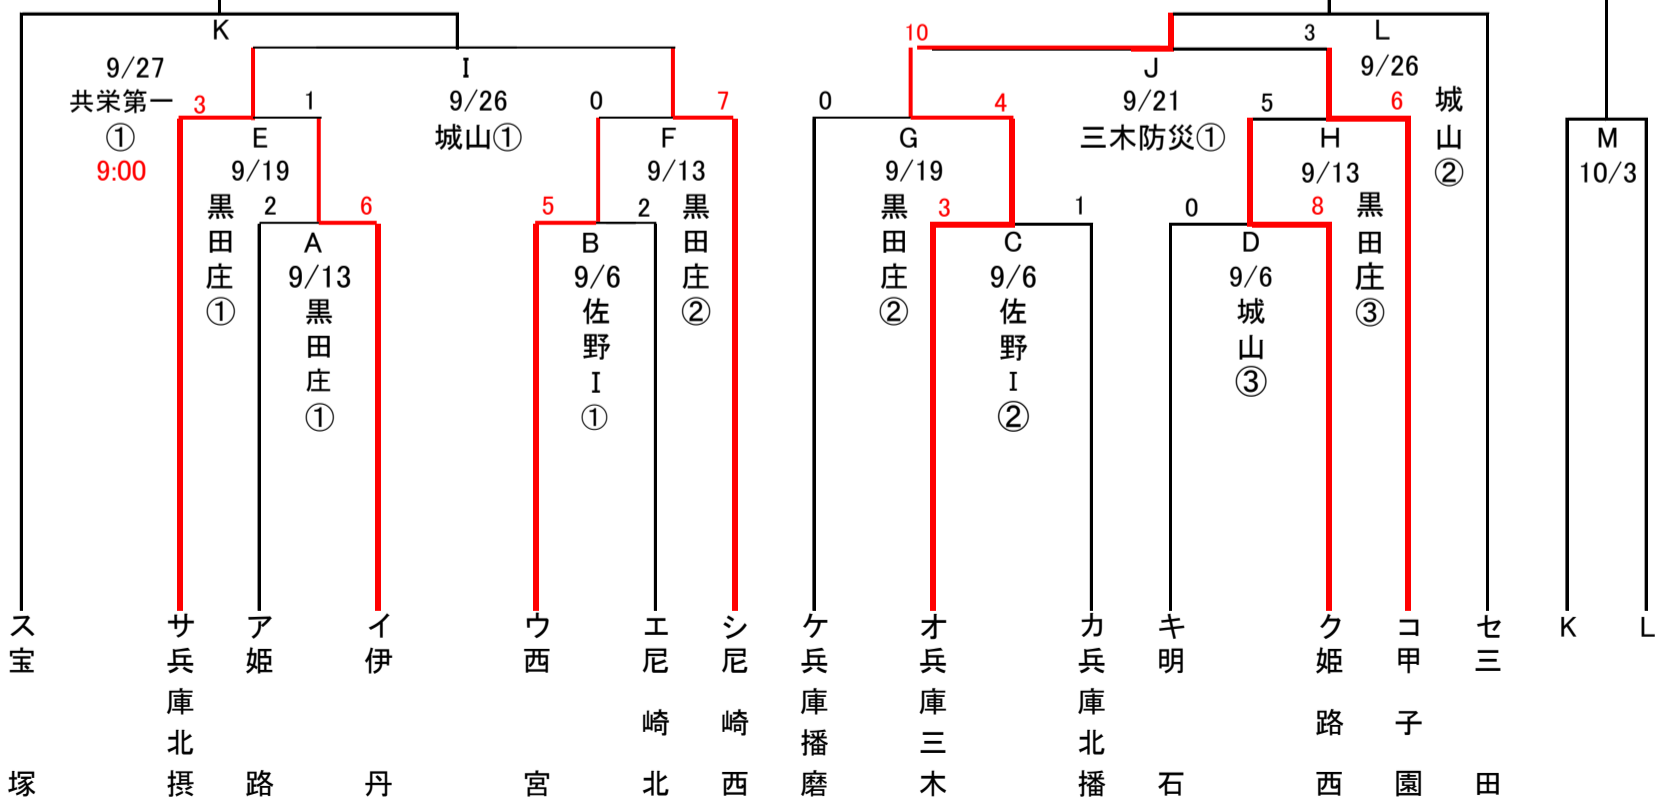 K
L
10
3
9/27
I
J
9/26
共栄第一
3
1
9/26
0
7
0
4
9/21
5
6
城山②
①
E
城山①
F
G
三木防災①
H
M
9:00
9/19
9/13
9/19
9/13
10/3
黒田庄①
2
6
5
2
黒田庄②
黒田庄②
3
1
0
8
黒田庄③
A
B
C
D
9/13
9/6
9/6
9/6
黒田庄①
佐野I①
佐野I②
城山③
ス宝塚
サ兵庫北摂
ア姫路
イ伊丹
ウ西宮
エ尼崎北
シ尼崎西
ケ兵庫播磨
オ兵庫三木
カ兵庫北播
キ明石
ク姫路西
コ甲子園
セ三田
K
L